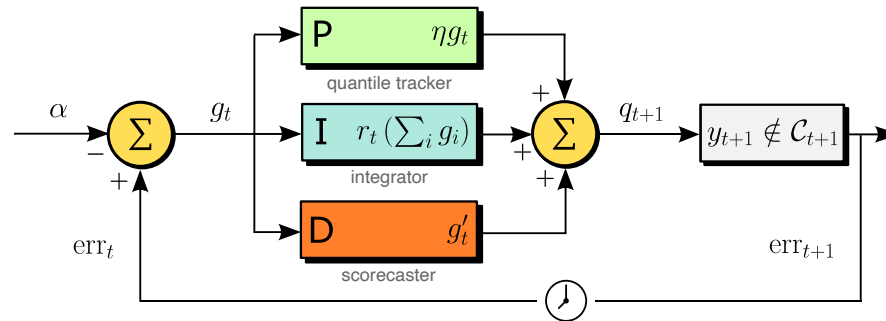 P ηg_t
quantile tracker
+
α g_t q_{t+1}
Σ I r_t (∑_i g_i) Σ y_{t+1} ∉ 𝒞_{t+1}
− +
integrator
+ +
D g′_t
err_t err_{t+1}
scorecaster